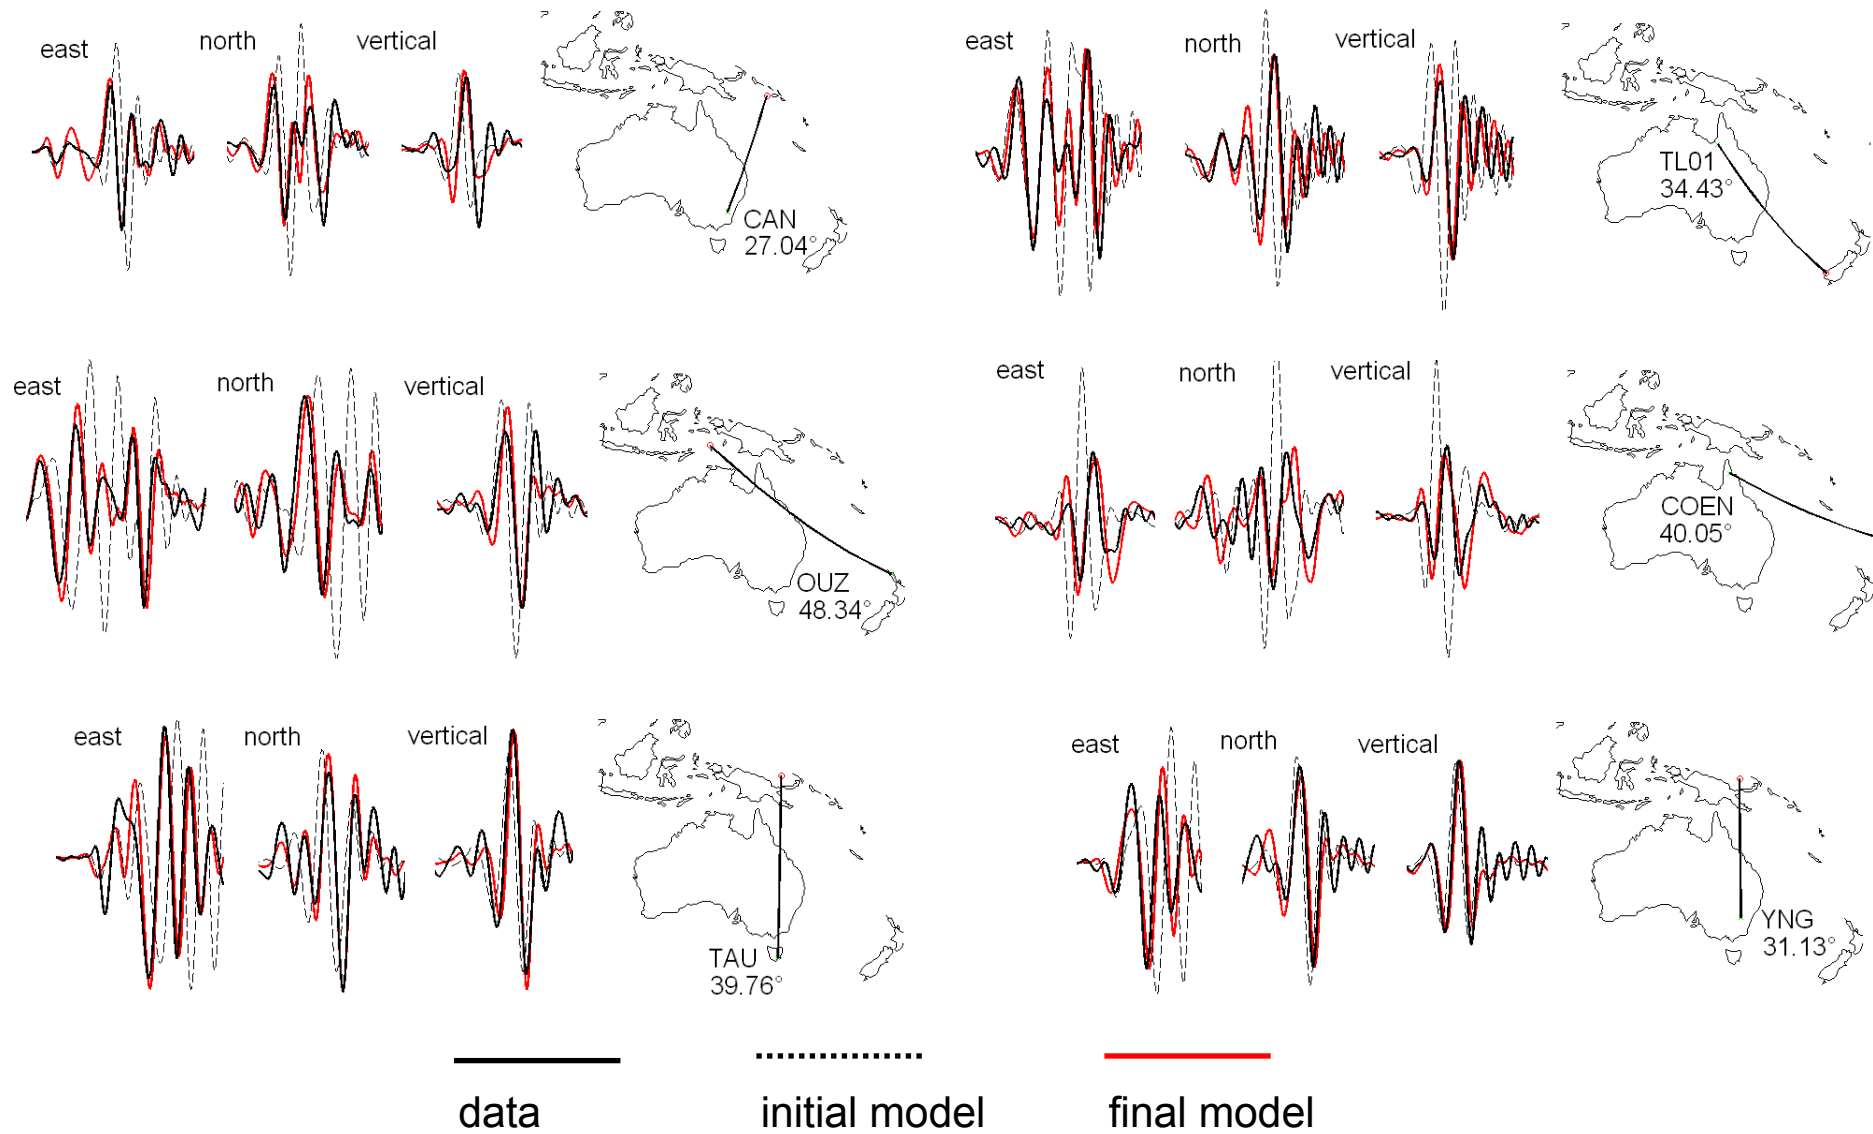 east north vertical
CAN
27.04°
east north vertical
TL01
34.43°
east north vertical
OUZ
48.34°
east north vertical
COEN
40.05°
east north vertical
TAU
39.76°
east north vertical
YNG
31.13°
data initial model final model